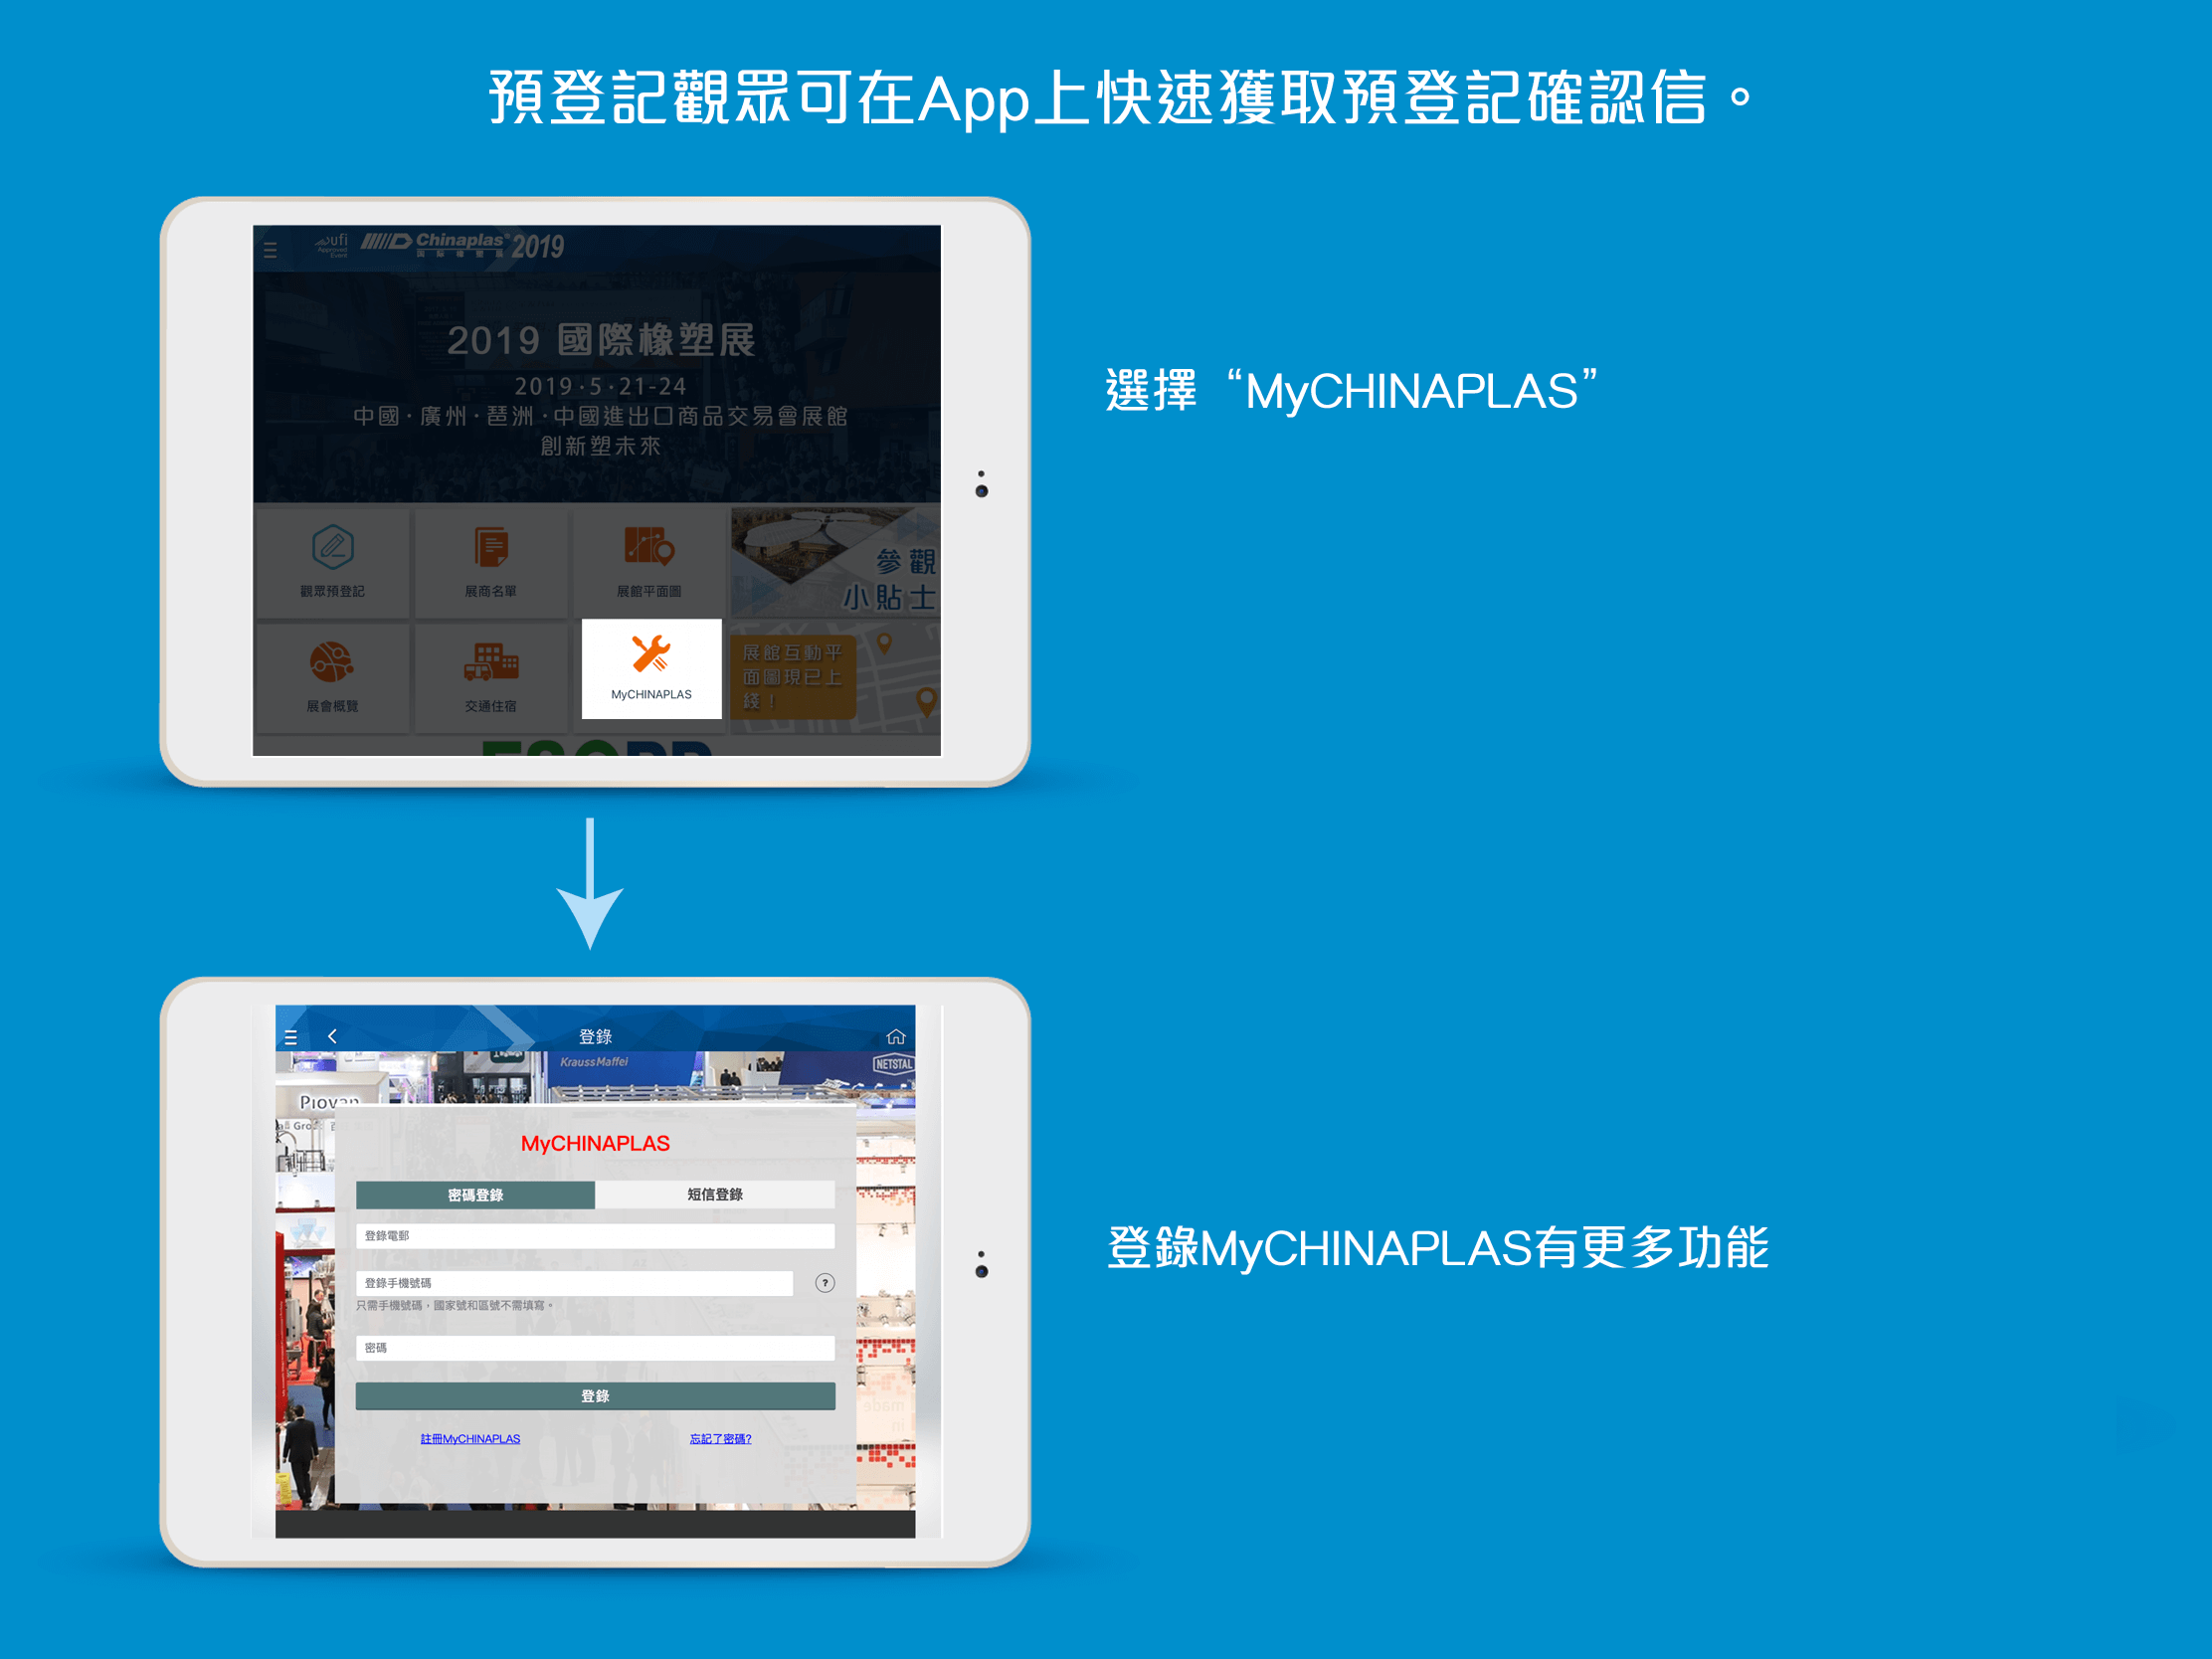 預登記觀眾可在App上快速獲取預登記確認信。
ufi
Approved
Event
Chinaplas®2019
国际橡塑展
2019 國際橡塑展
2019·5·21-24
中國·廣州·琶洲·中國進出口商品交易會展館
創新塑未來
觀眾預登記
展商名單
展館平面圖
參觀
小貼士
展會概覽
交通住宿
MyCHINAPLAS
展館互動平
面圖現已上
綫！
選擇“MyCHINAPLAS”
登錄
KraussMaffei
NETSTAL
Piovan
MyCHINAPLAS
密碼登錄
短信登錄
登錄電郵
登錄手機號碼
?
只需手機號碼，國家號和區號不需填寫。
密碼
登錄
註冊MyCHINAPLAS
忘記了密碼?
登錄MyCHINAPLAS有更多功能